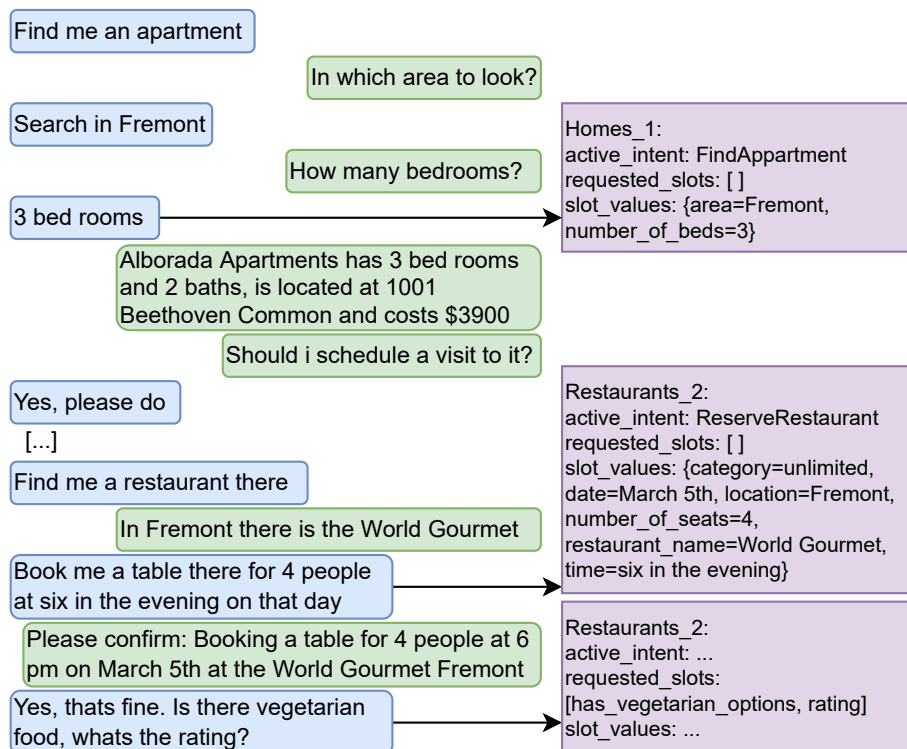 Find me an apartment
In which area to look?
Search in Fremont
How many bedrooms?
3 bed rooms
Homes_1:
active_intent: FindAppartment
requested_slots: [ ]
slot_values: {area=Fremont,
number_of_beds=3}
Alborada Apartments has 3 bed rooms
and 2 baths, is located at 1001
Beethoven Common and costs $3900
Should i schedule a visit to it?
Yes, please do
[...]
Find me a restaurant there
In Fremont there is the World Gourmet
Book me a table there for 4 people
at six in the evening on that day
Restaurants_2:
active_intent: ReserveRestaurant
requested_slots: [ ]
slot_values: {category=unlimited,
date=March 5th, location=Fremont,
number_of_seats=4,
restaurant_name=World Gourmet,
time=six in the evening}
Please confirm: Booking a table for 4 people at 6
pm on March 5th at the World Gourmet Fremont
Yes, thats fine. Is there vegetarian
food, whats the rating?
Restaurants_2:
active_intent: ...
requested_slots:
[has_vegetarian_options, rating]
slot_values: ...